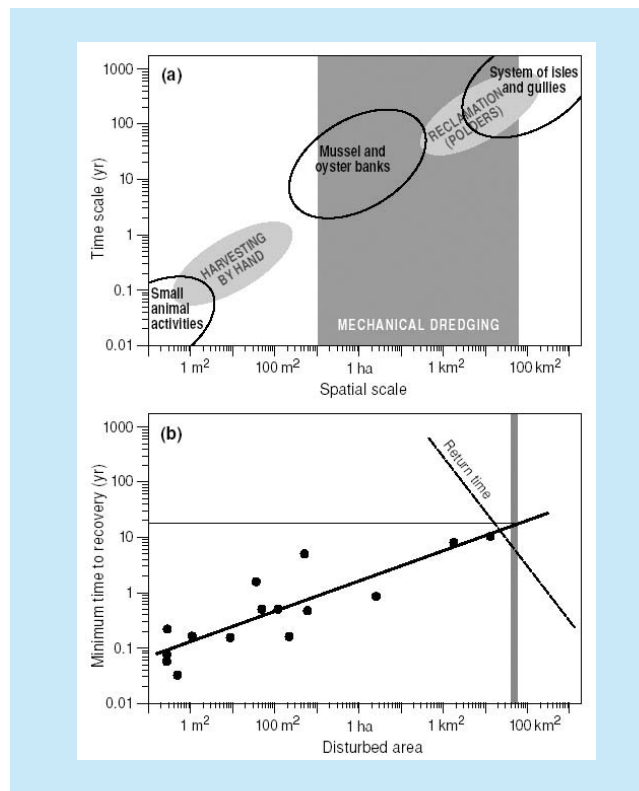 (a)
Time scale (yr)
1000
100
10
1
0.1
0.01
System of isles
and gullies
RECLAMATION
(POLDERS)
Mussel and
oyster banks
HARVESTING
BY HAND
Small
animal
activities
MECHANICAL DREDGING
1 m²
100 m²
1 ha
1 km²
100 km²
Spatial scale
(b)
Minimum time to recovery (yr)
1000
100
10
1
0.1
0.01
Return time
1 m²
100 m²
1 ha
1 km²
100 km²
Disturbed area